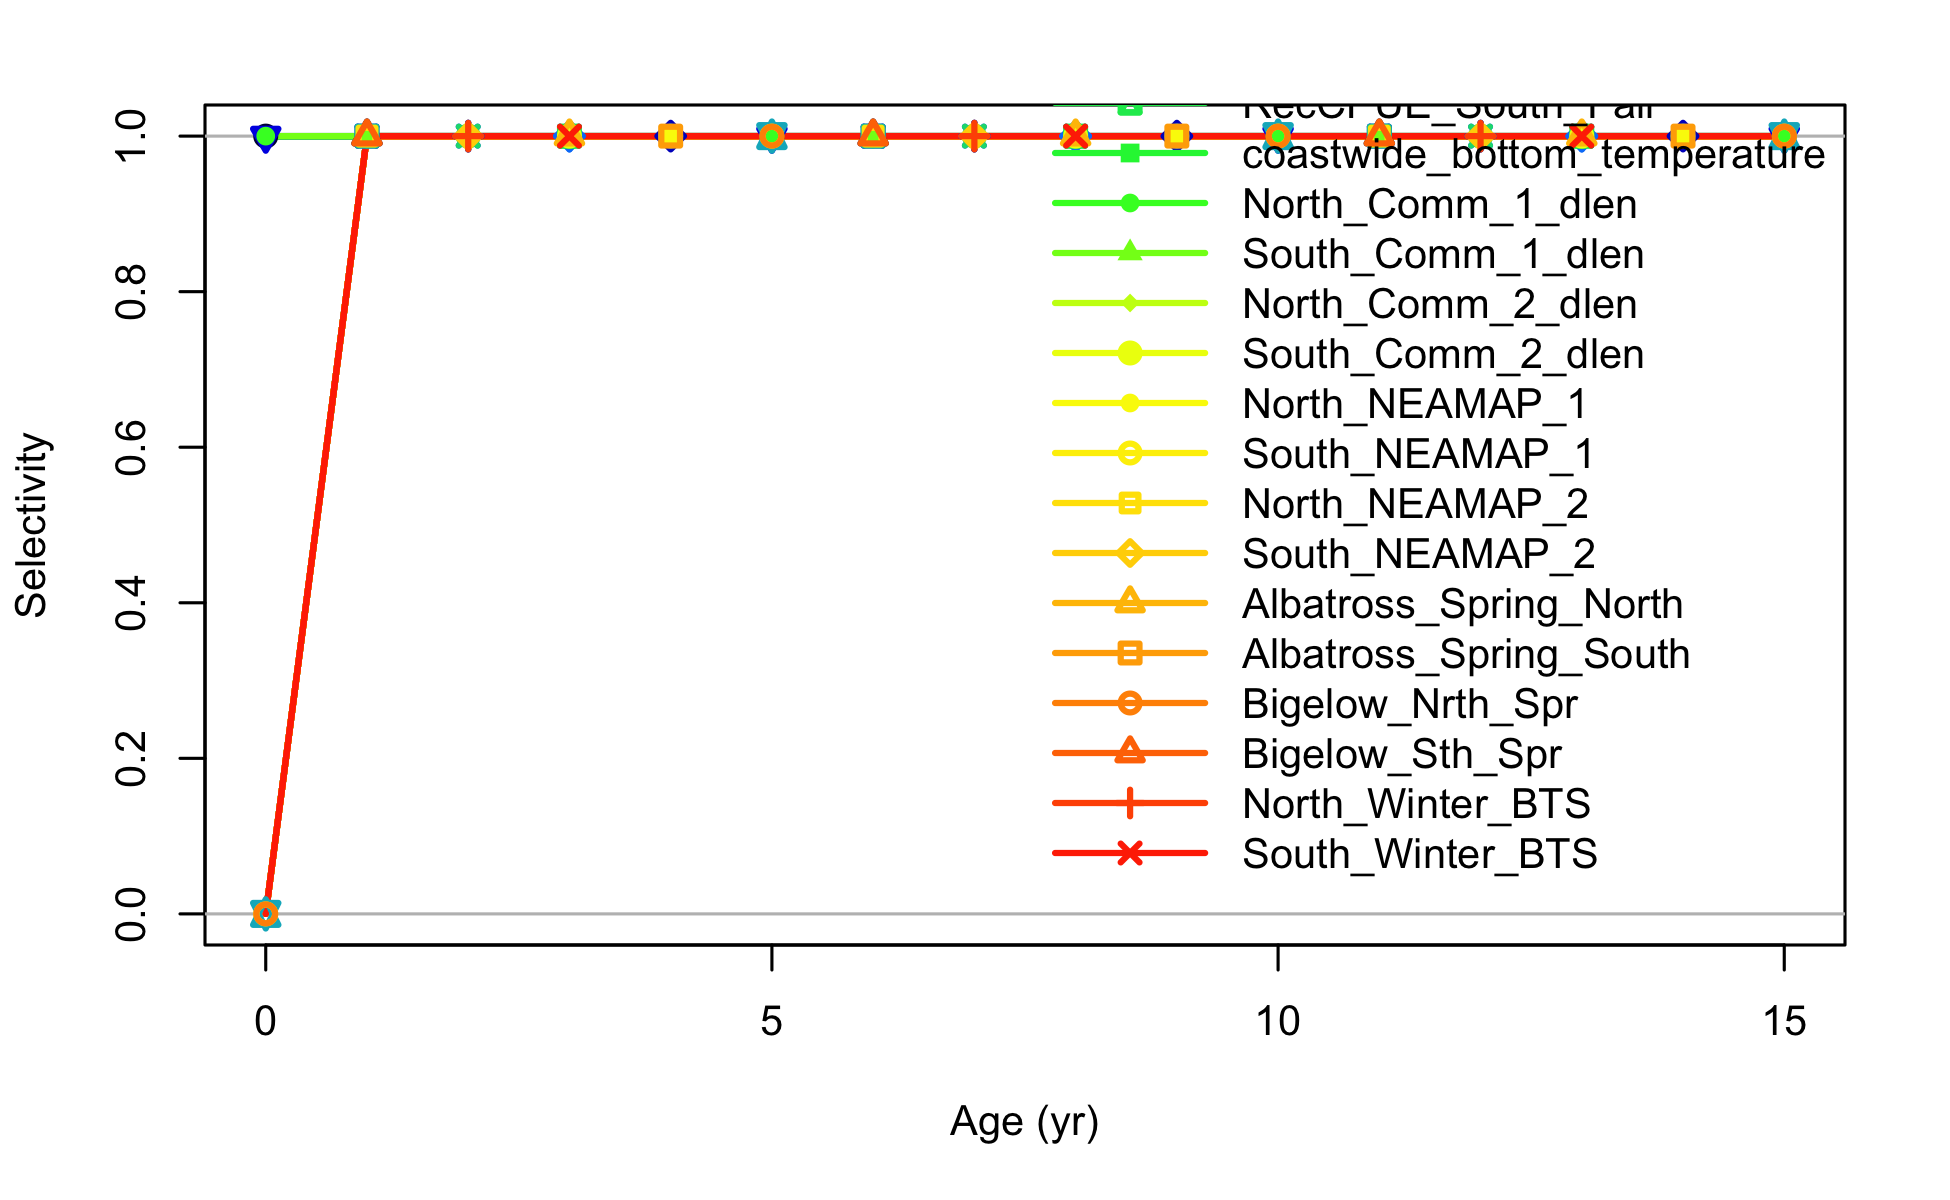 RecCPUE_South_Fall
coastwide_bottom_temperature
North_Comm_1_dlen
South_Comm_1_dlen
North_Comm_2_dlen
South_Comm_2_dlen
North_NEAMAP_1
South_NEAMAP_1
North_NEAMAP_2
South_NEAMAP_2
Albatross_Spring_North
Albatross_Spring_South
Bigelow_Nrth_Spr
Bigelow_Sth_Spr
North_Winter_BTS
South_Winter_BTS
Selectivity
1.0
0.8
0.6
0.4
0.2
0.0
0 5 10 15
Age (yr)